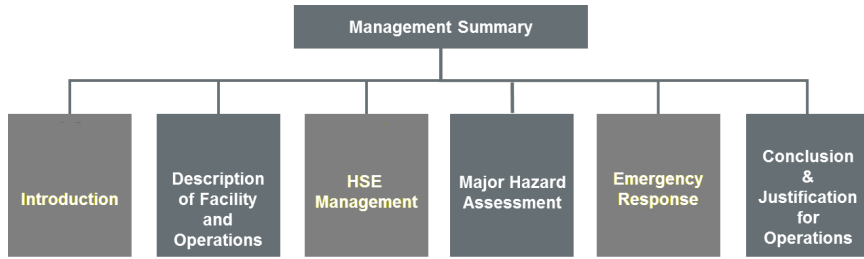 Management Summary
Introduction
Description
of Facility
and
Operations
HSE
Management
Major Hazard
Assessment
Emergency
Response
Conclusion
&
Justification
for
Operations